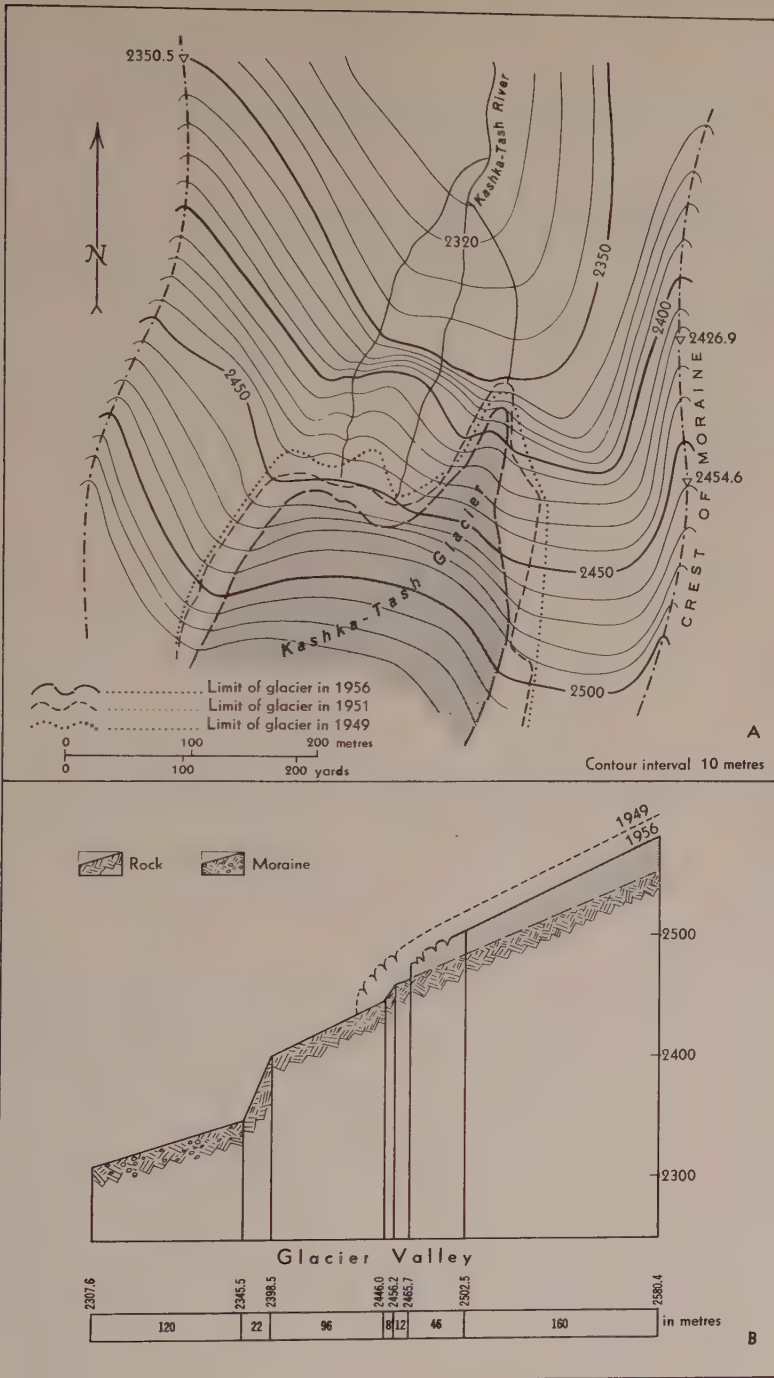 2350.5
Kashka-Tash River
N
2320
2350
2400
2426.9
2450
2454.6
CREST OF MORAINE
Kashka-Tash Glacier
2450
2500
Limit of glacier in 1956
Limit of glacier in 1951
Limit of glacier in 1949
0 100 200 metres
0 100 200 yards
A
Contour interval 10 metres
Rock
Moraine
1949
1956
2500
2400
2300
Glacier Valley
2307.6 2345.5 2398.5 2446.0 2456.2 2465.7 2502.5 2580.4
120 22 96 8 12 46 160 in metres
B